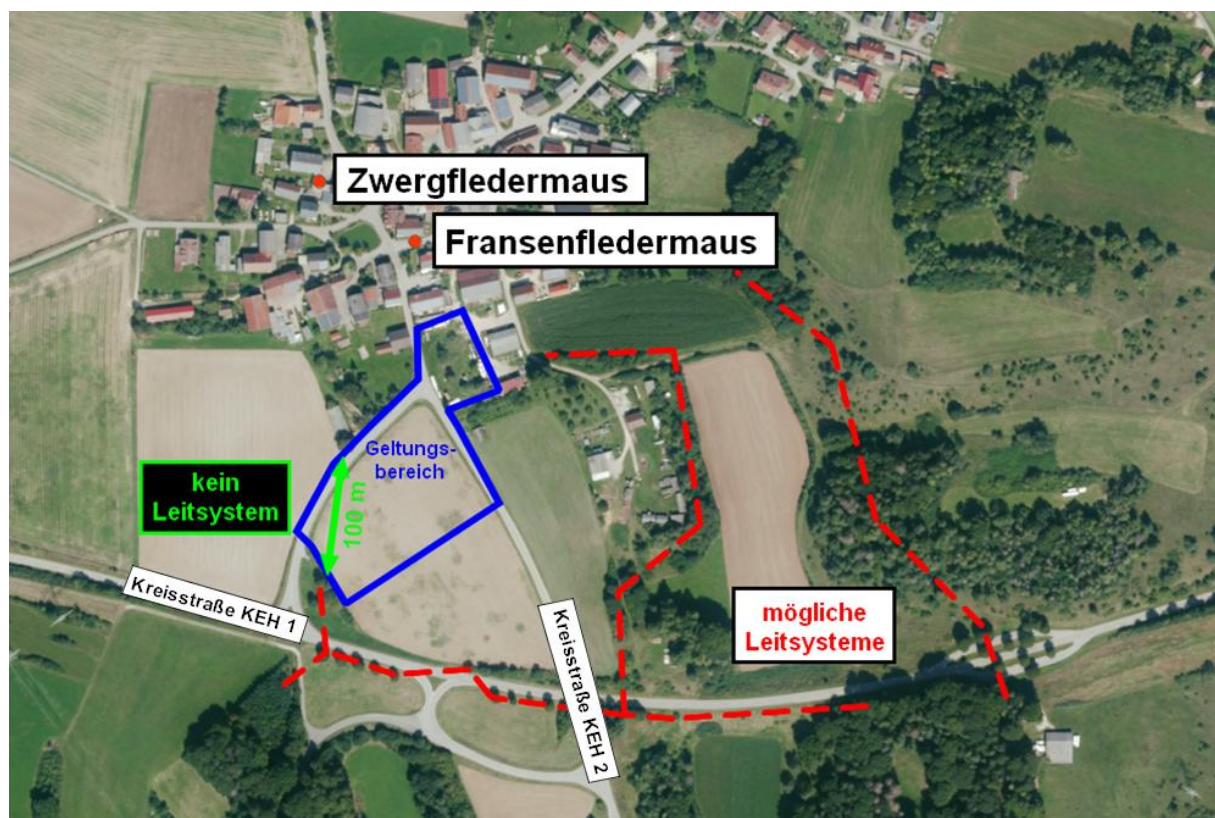 Zwergfledermaus
Fransenfledermaus
Geltungs-
bereich
kein
Leitsystem
100 m
Kreisstraße KEH 1
Kreisstraße KEH 2
mögliche
Leitsysteme